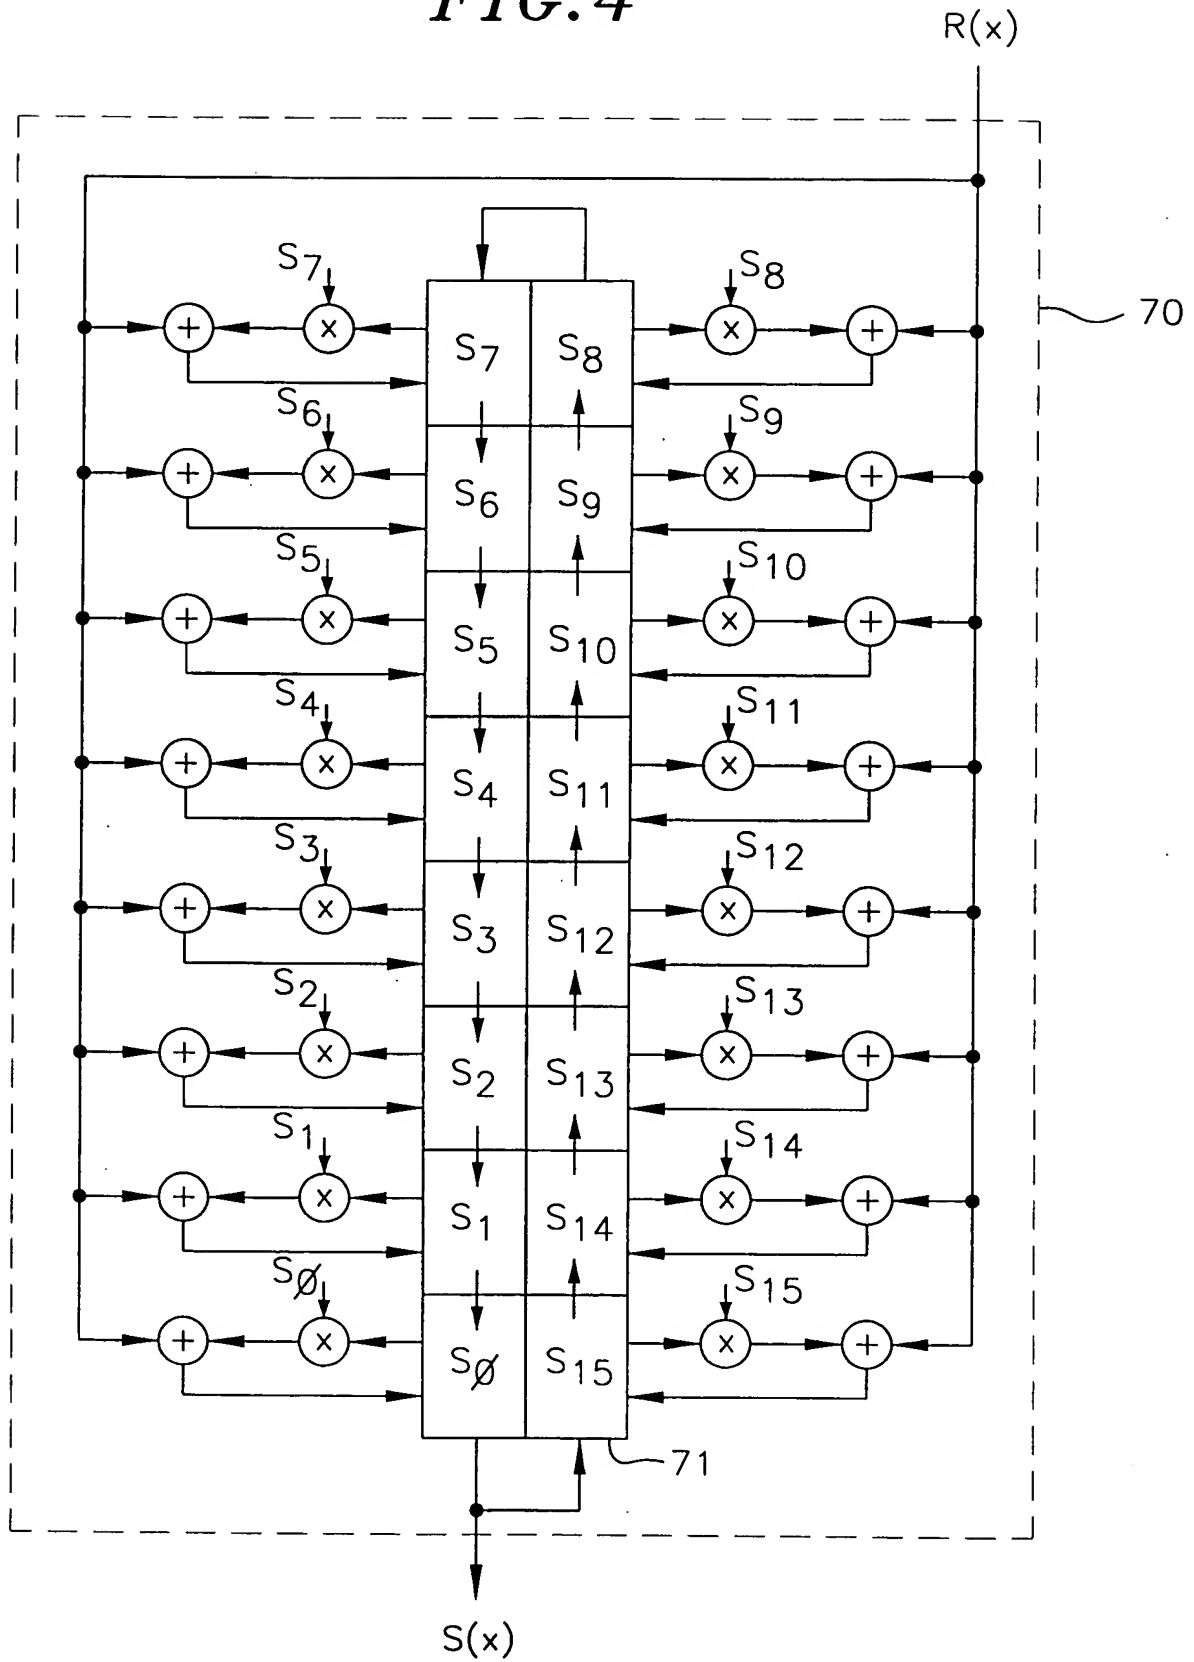 FIG. 4
R(x)
70
S7 + x S7 S8 x S8 +
S6 + x S6 S9 x S9 +
S5 + x S5 S10 x S10 +
S4 + x S4 S11 x S11 +
S3 + x S3 S12 x S12 +
S2 + x S2 S13 x S13 +
S1 + x S1 S14 x S14 +
SØ + x SØ S15 x S15 +
71
S(x)